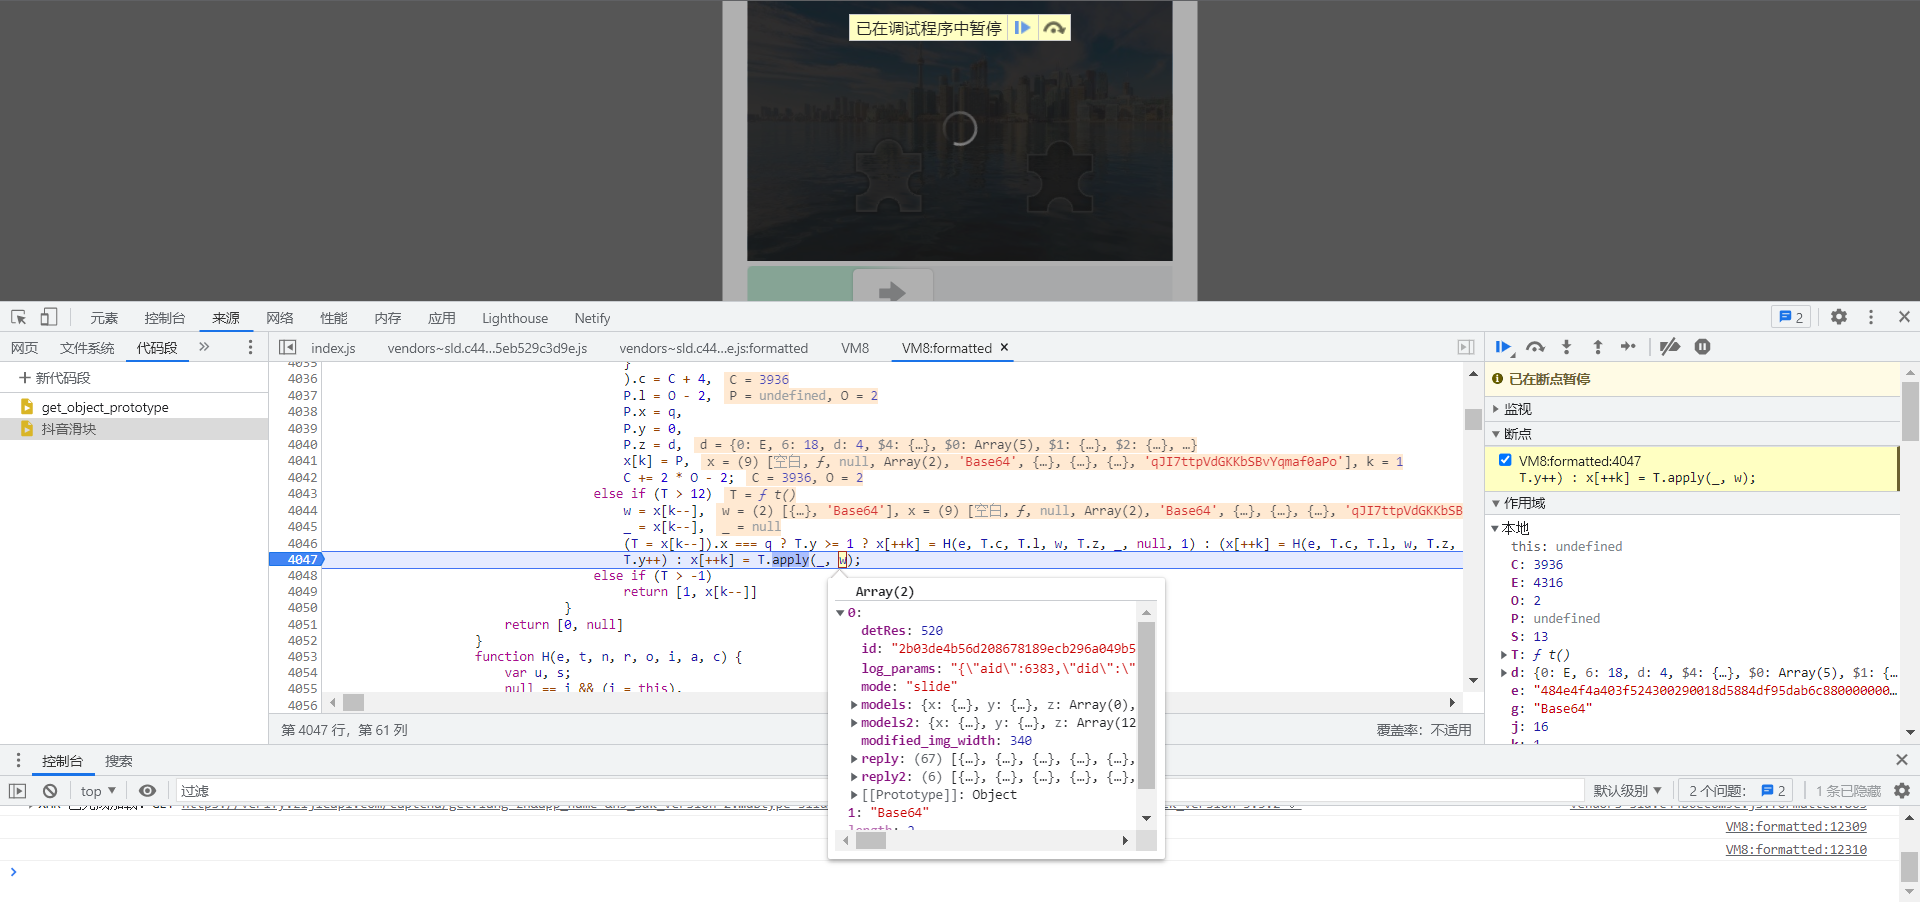 已在调试程序中暂停
元素 控制台 来源 网络 性能 内存 应用 Lighthouse Netify 2
网页 文件系统 代码段 » index.js vendors~sld.c44...5eb529c3d9e.js vendors~sld.c44...e.js:formatted VM8 VM8:formatted ×
+ 新代码段
get_object_prototype
抖音滑块
4035 }
4036 ).c = C + 4, C = 3936
4037 P.l = O - 2, P = undefined, O = 2
4038 P.x = q,
4039 P.y = 0,
4040 P.z = d, d = {0: E, 6: 18, d: 4, $4: {…}, $0: Array(5), $1: {…}, $2: {…}, …}
4041 x[k] = P, x = (9) [空白, ƒ, null, Array(2), 'Base64', {…}, {…}, {…}, 'qJI7ttpVdGKKbSBvYqmaf0aPo'], k = 1
4042 C += 2 * O - 2; C = 3936, O = 2
4043 else if (T > 12) T = ƒ t()
4044 w = x[k--], w = (2) [{…}, 'Base64'], x = (9) [空白, ƒ, null, Array(2), 'Base64', {…}, {…}, {…}, 'qJI7ttpVdGKKbSB
4045 _ = x[k--], _ = null
4046 (T = x[k--]).x === q ? T.y >= 1 ? x[++k] = H(e, T.c, T.l, w, T.z, _, null, 1) : (x[++k] = H(e, T.c, T.l, w, T.z,
4047 T.y++) : x[++k] = T.apply(_, w);
4048 else if (T > -1)
4049 return [1, x[k--]]
4050 }
4051 return [0, null]
4052 }
4053 function H(e, t, n, r, o, i, a, c) {
4054 var u, s;
4055 null == i && (i = this),
4056
Array(2)
0:
detRes: 520
id: "2b03de4b56d208678189ecb296a049b5
log_params: "{\"aid\":6383,\"did\":\"
mode: "slide"
models: {x: {…}, y: {…}, z: Array(0),
models2: {x: {…}, y: {…}, z: Array(12
modified_img_width: 340
reply: (67) [{…}, {…}, {…}, {…}, {…},
reply2: (6) [{…}, {…}, {…}, {…}, {…},
[[Prototype]]: Object
1: "Base64"
length: 2
第 4047 行，第 61 列
覆盖率：不适用
已在断点暂停
监视
断点
VM8:formatted:4047
T.y++) : x[++k] = T.apply(_, w);
作用域
本地
this: undefined
C: 3936
E: 4316
O: 2
P: undefined
S: 13
T: ƒ t()
d: {0: E, 6: 18, d: 4, $4: {…}, $0: Array(5), $1: {…
e: "484e4f4a403f524300290018d5884df95dab6c880000000…
g: "Base64"
j: 16
k: 1
控制台 搜索
top 过滤 默认级别 2 个问题： 2 1 条已隐藏
VM8:formatted:12309
VM8:formatted:12310